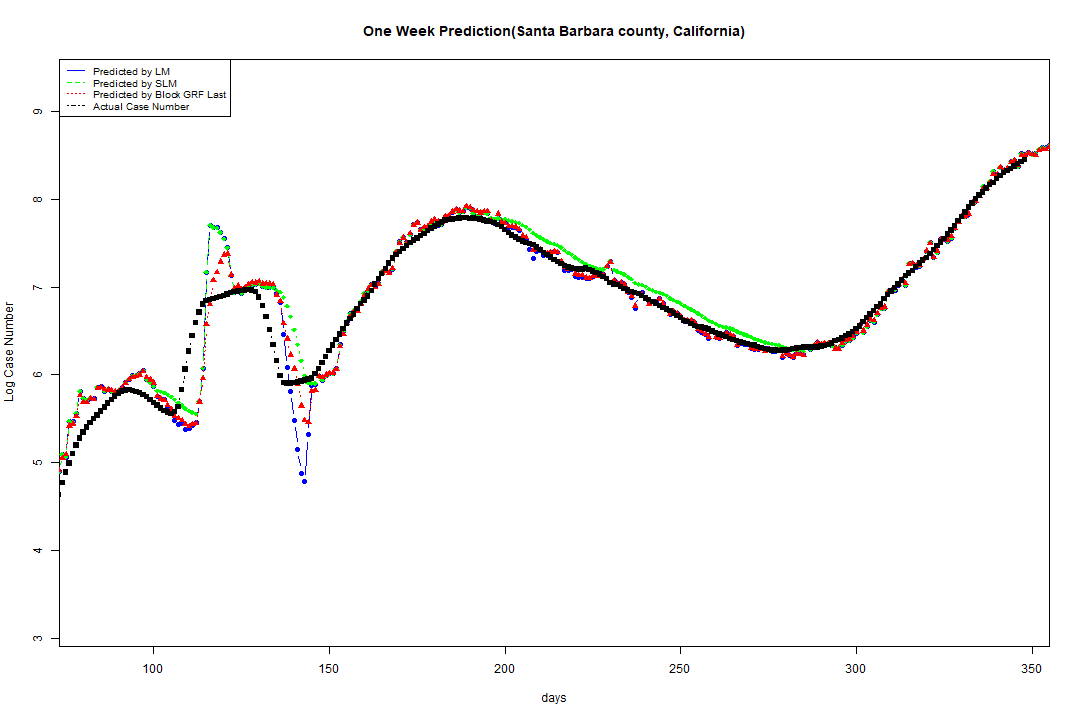 One Week Prediction(Santa Barbara county, California)
Predicted by LM
Predicted by SLM
Predicted by Block GRF Last
Actual Case Number
9
8
7
6
5
4
3
Log Case Number
100 150 200 250 300 350
days